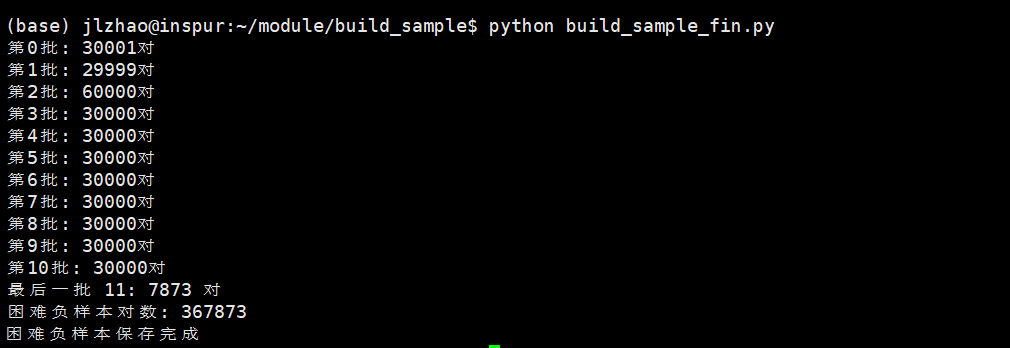 (base) jlzhao@inspur:~/module/build_sample$ python build_sample_fin.py
第0批: 30001对
第1批: 29999对
第2批: 60000对
第3批: 30000对
第4批: 30000对
第5批: 30000对
第6批: 30000对
第7批: 30000对
第8批: 30000对
第9批: 30000对
第10批: 30000对
最后一批 11: 7873 对
困难负样本对数: 367873
困难负样本保存完成